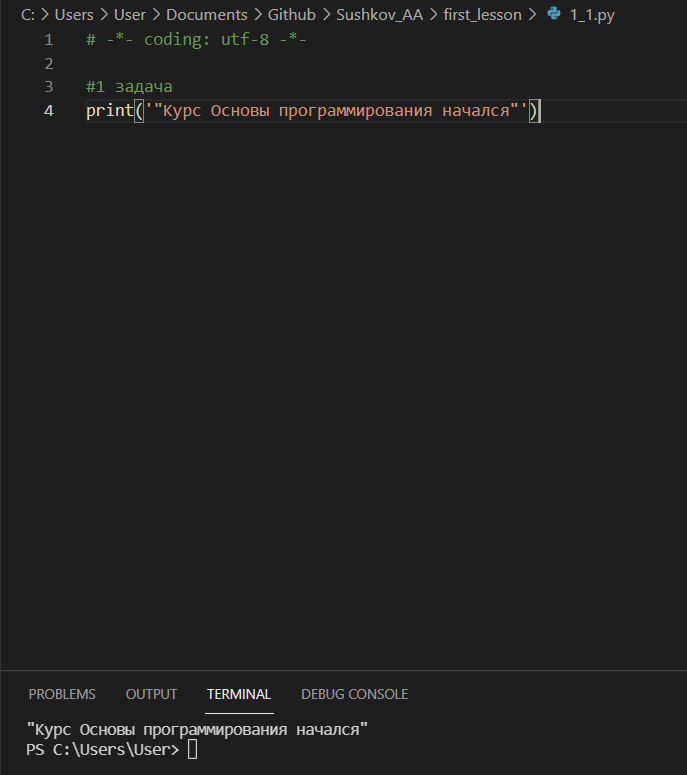 C: > Users > User > Documents > Github > Sushkov_AA > first_lesson > 1_1.py
1 # -*- coding: utf-8 -*-
2
3 #1 задача
4 print('"Курс Основы программирования начался"')
PROBLEMS OUTPUT TERMINAL DEBUG CONSOLE
"Курс Основы программирования начался"
PS C:\Users\User>